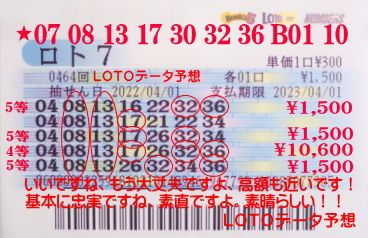 BINGO5 LOTO NUMBERS
★07 08 13 17 30 32 36 B01 10
ロト7 単価1口¥300
0464回 LOTOデータ予想 各01口 ¥1,500
抽せん日 2022/04/01 支払期限 2023/04/01
5等 04 08 13 16 22 32 36 ¥1,500
04 08 13 17 21 22 34
5等 04 08 13 17 26 32 34 ¥1,500
4等 04 08 13 17 26 32 36 ¥10,600
5等 04 08 13 26 32 36 ¥1,500
いいですね、もう大丈夫ですよ、高額も近いです!
基本に忠実ですね、素直ですよ。素晴らしい!!
LOTOデータ予想